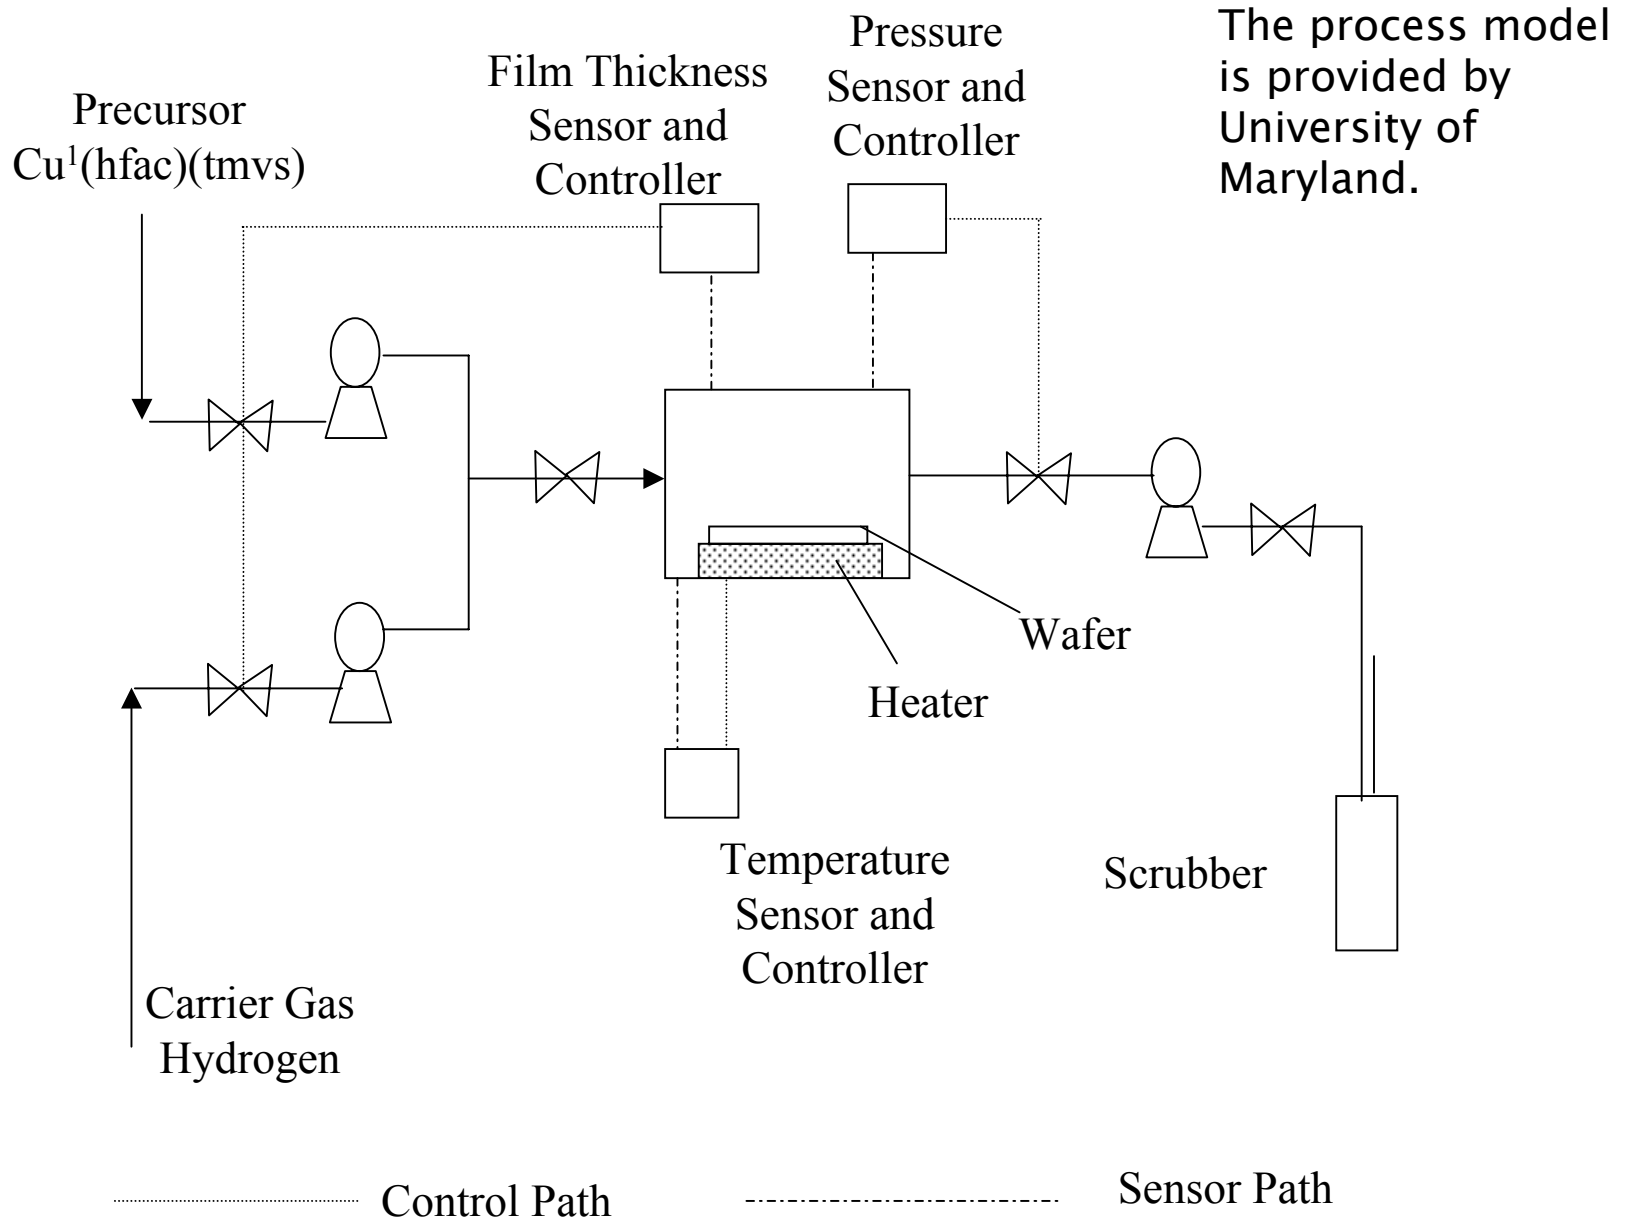 Pressure
Sensor and
Controller
The process model
is provided by
University of
Maryland.
Film Thickness
Sensor and
Controller
Precursor
Cu¹(hfac)(tmvs)
Wafer
Heater
Temperature
Sensor and
Controller
Scrubber
Carrier Gas
Hydrogen
Control Path
Sensor Path